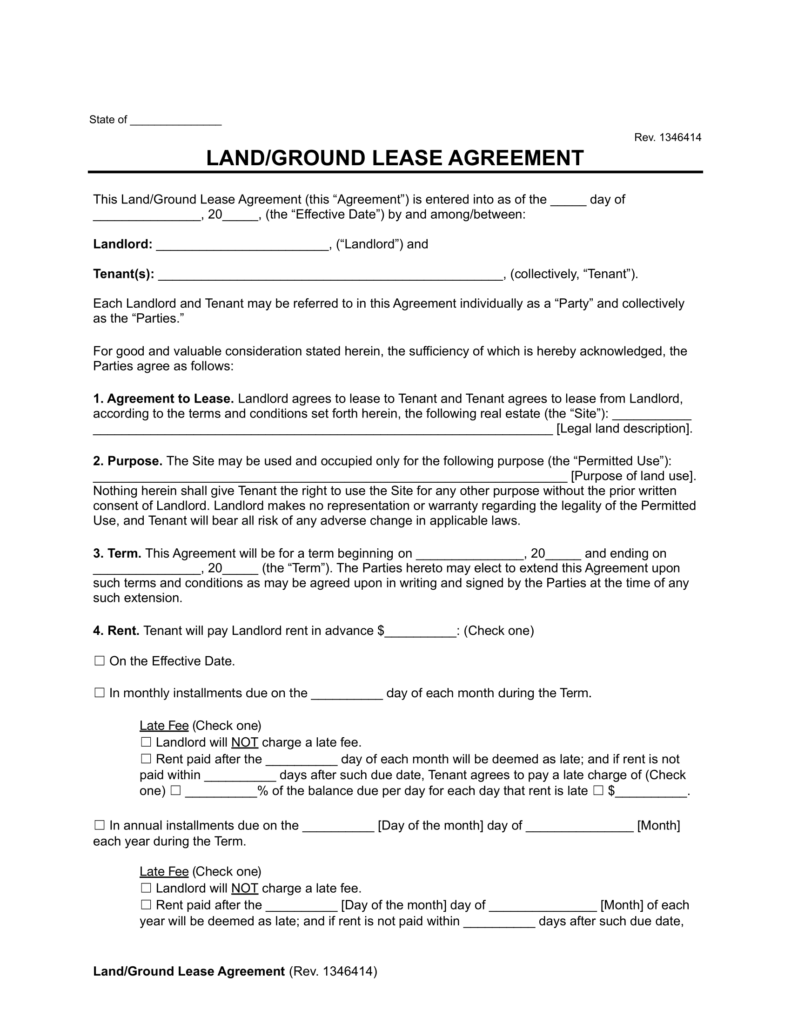 State of _______________
Rev. 1346414
LAND/GROUND LEASE AGREEMENT
This Land/Ground Lease Agreement (this “Agreement”) is entered into as of the _____ day of
_______________, 20_____, (the “Effective Date”) by and among/between:
Landlord: ________________________, (“Landlord”) and
Tenant(s): ________________________________________________, (collectively, “Tenant”).
Each Landlord and Tenant may be referred to in this Agreement individually as a “Party” and collectively
as the “Parties.”
For good and valuable consideration stated herein, the sufficiency of which is hereby acknowledged, the
Parties agree as follows:
1. Agreement to Lease. Landlord agrees to lease to Tenant and Tenant agrees to lease from Landlord,
according to the terms and conditions set forth herein, the following real estate (the “Site”): ___________
________________________________________________________________ [Legal land description].
2. Purpose. The Site may be used and occupied only for the following purpose (the “Permitted Use”):
__________________________________________________________________ [Purpose of land use].
Nothing herein shall give Tenant the right to use the Site for any other purpose without the prior written
consent of Landlord. Landlord makes no representation or warranty regarding the legality of the Permitted
Use, and Tenant will bear all risk of any adverse change in applicable laws.
3. Term. This Agreement will be for a term beginning on _______________, 20_____ and ending on
_______________, 20_____ (the “Term”). The Parties hereto may elect to extend this Agreement upon
such terms and conditions as may be agreed upon in writing and signed by the Parties at the time of any
such extension.
4. Rent. Tenant will pay Landlord rent in advance $__________: (Check one)
☐ On the Effective Date.
☐ In monthly installments due on the __________ day of each month during the Term.
Late Fee (Check one)
☐ Landlord will NOT charge a late fee.
☐ Rent paid after the __________ day of each month will be deemed as late; and if rent is not
paid within __________ days after such due date, Tenant agrees to pay a late charge of (Check
one) ☐ __________% of the balance due per day for each day that rent is late ☐ $__________.
☐ In annual installments due on the __________ [Day of the month] day of _______________ [Month]
each year during the Term.
Late Fee (Check one)
☐ Landlord will NOT charge a late fee.
☐ Rent paid after the __________ [Day of the month] day of _______________ [Month] of each
year will be deemed as late; and if rent is not paid within __________ days after such due date,
Land/Ground Lease Agreement (Rev. 1346414)